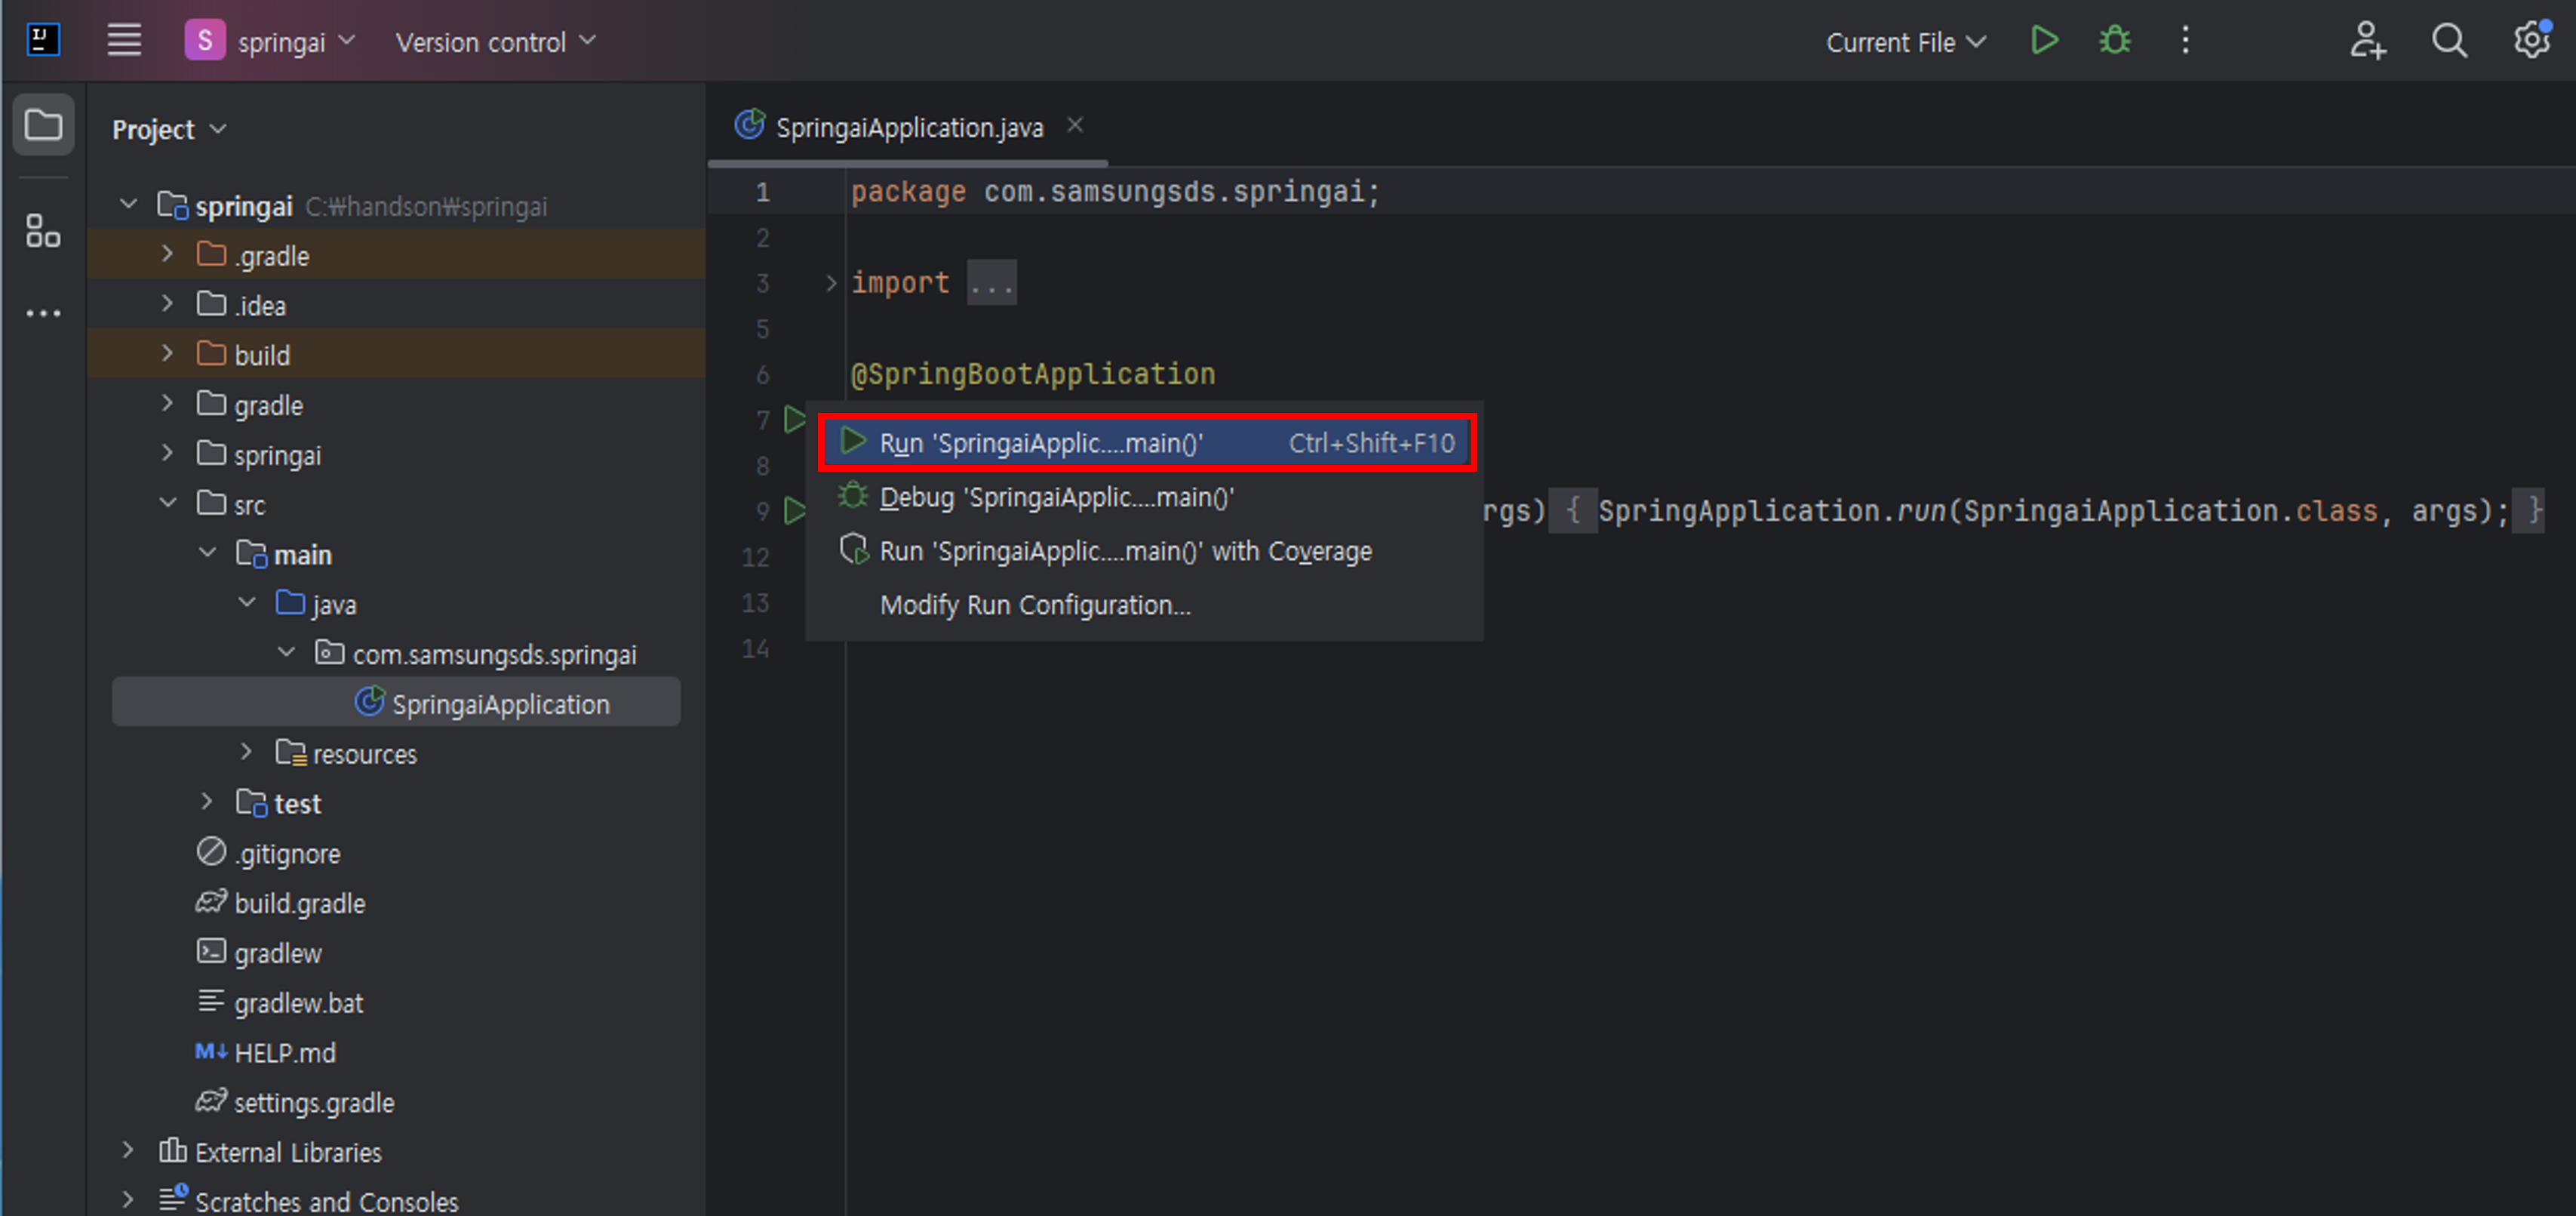 IJ
S springai
Version control
Current File
Project
springai C:₩handson₩springai
.gradle
.idea
build
gradle
springai
src
main
java
com.samsungsds.springai
SpringaiApplication
resources
test
.gitignore
build.gradle
gradlew
gradlew.bat
M↓ HELP.md
settings.gradle
External Libraries
Scratches and Consoles
SpringaiApplication.java
1 package com.samsungsds.springai;
2
3 import ...
5
6 @SpringBootApplication
7
Run 'SpringaiApplic....main()' Ctrl+Shift+F10
8
Debug 'SpringaiApplic....main()'
9 rgs) { SpringApplication.run(SpringaiApplication.class, args); }
Run 'SpringaiApplic....main()' with Coverage
12
Modify Run Configuration...
13
14